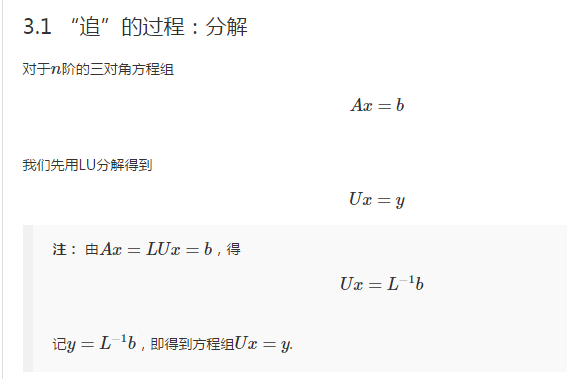 3.1 “追”的过程：分解
对于n阶的三对角方程组
Ax = b
我们先用LU分解得到
Ux = y
注：由Ax = LUx = b，得
Ux = L⁻¹b
记y = L⁻¹b，即得到方程组Ux = y.